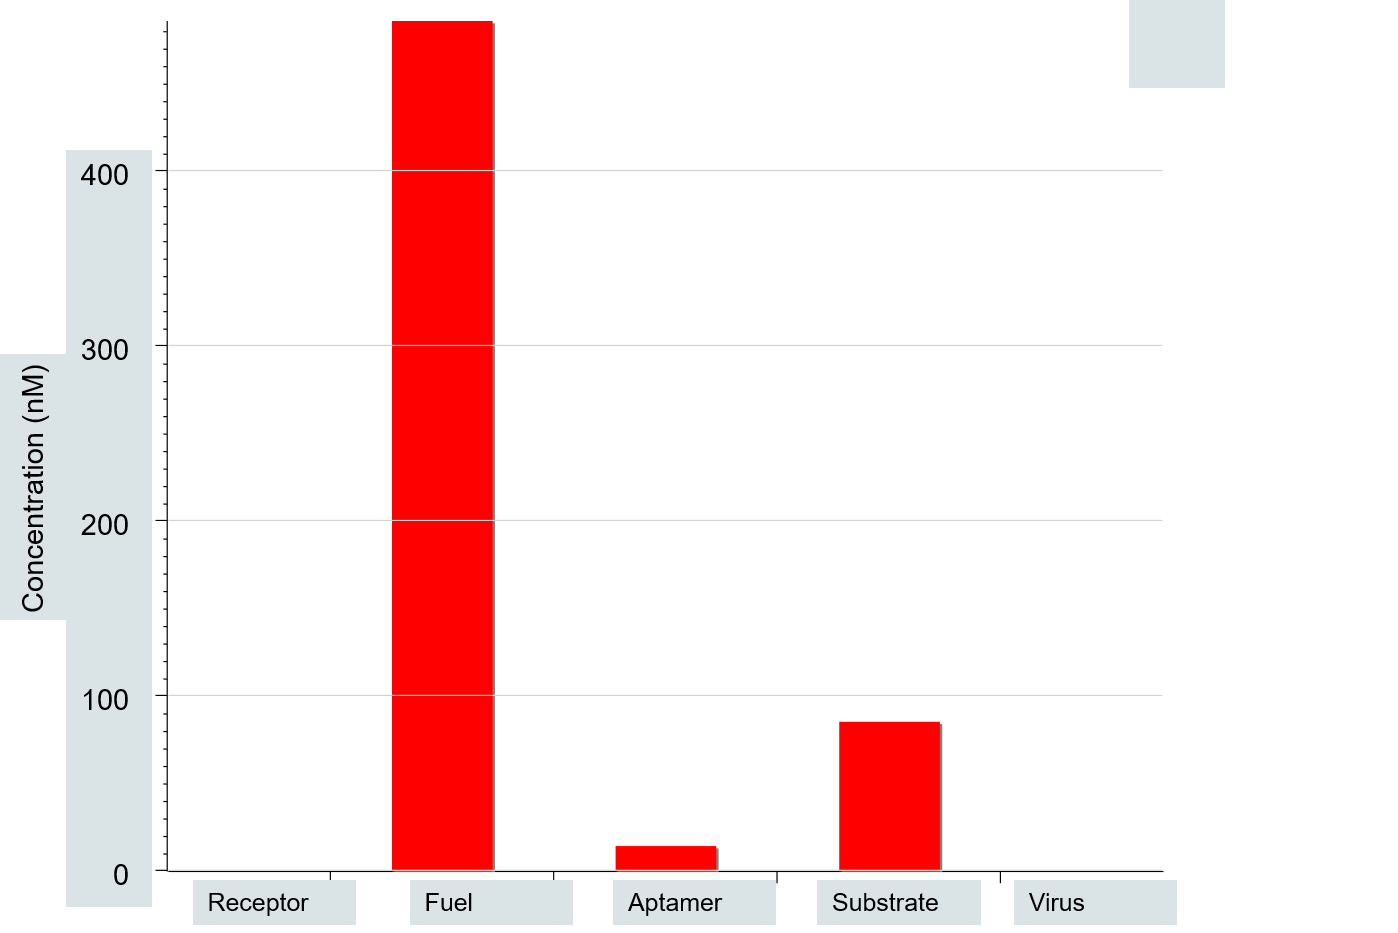 400
300
200
100
0
Concentration (nM)
Receptor
Fuel
Aptamer
Substrate
Virus